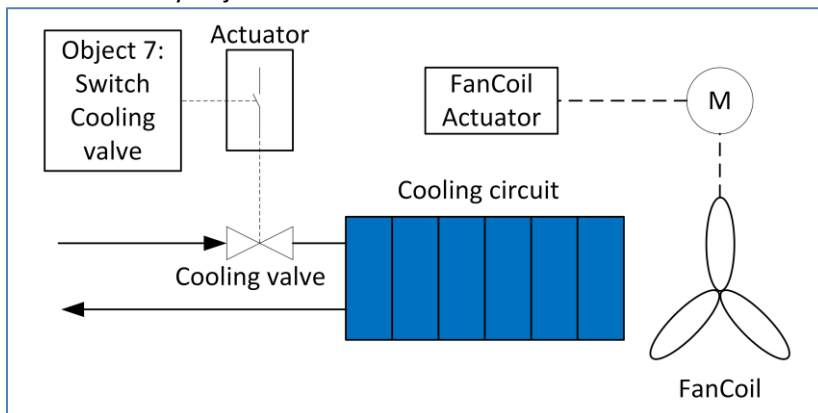 Object 7:
Switch
Cooling
valve
Actuator
FanCoil
Actuator
M
Cooling circuit
Cooling valve
FanCoil